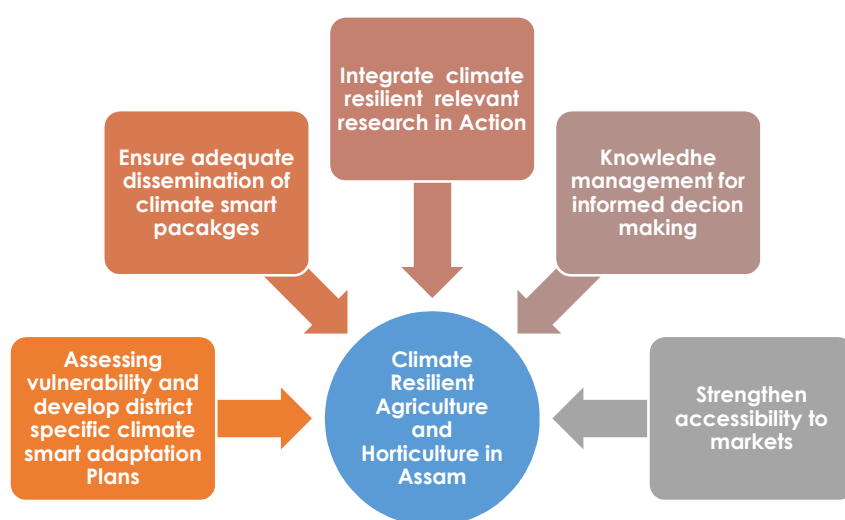 Integrate climate
resilient relevant
research in Action
Ensure adequate
dissemination of
climate smart
pacakges
Knowledhe
management for
informed decion
making
Assessing
vulnerability and
develop district
specific climate
smart adaptation
Plans
Climate
Resilient
Agriculture
and
Horticulture in
Assam
Strengthen
accessibility to
markets